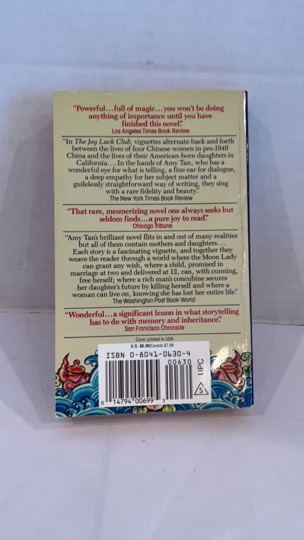 "Powerful...full of magic...you won't be doing
anything of importance until you have
finished this novel."
Los Angeles Times Book Review
"In The Joy Luck Club, vignettes alternate back and forth
between the lives of four Chinese women in pre-1949
China and the lives of their American-born daughters in
California....In the hands of Amy Tan, who has a
wonderful eye for what is telling, a fine ear for dialogue,
a deep empathy for her subject matter and a
guilelessly straightforward way of writing, they sing
with a rare fidelity and beauty."
The New York Times Book Review
"That rare, mesmerizing novel one always seeks but
seldom finds...a pure joy to read."
Chicago Tribune
"Amy Tan's brilliant novel flits in and out of many realities
but all of them contain mothers and daughters....
Each story is a fascinating vignette, and together they
weave the reader through a world where the Moon Lady
can grant any wish, where a child, promised in
marriage at two and delivered at 12, can, with cunning,
free herself; where a rich man's concubine secures
her daughter's future by killing herself and where a
woman can live on, knowing she has lost her entire life."
The Washington Post Book World
"Wonderful...a significant lesson in what storytelling
has to do with memory and inheritance."
San Francisco Chronicle
Cover printed in USA
ISBN 0-8041-0630-4
00630
0 14794 00699
UPC